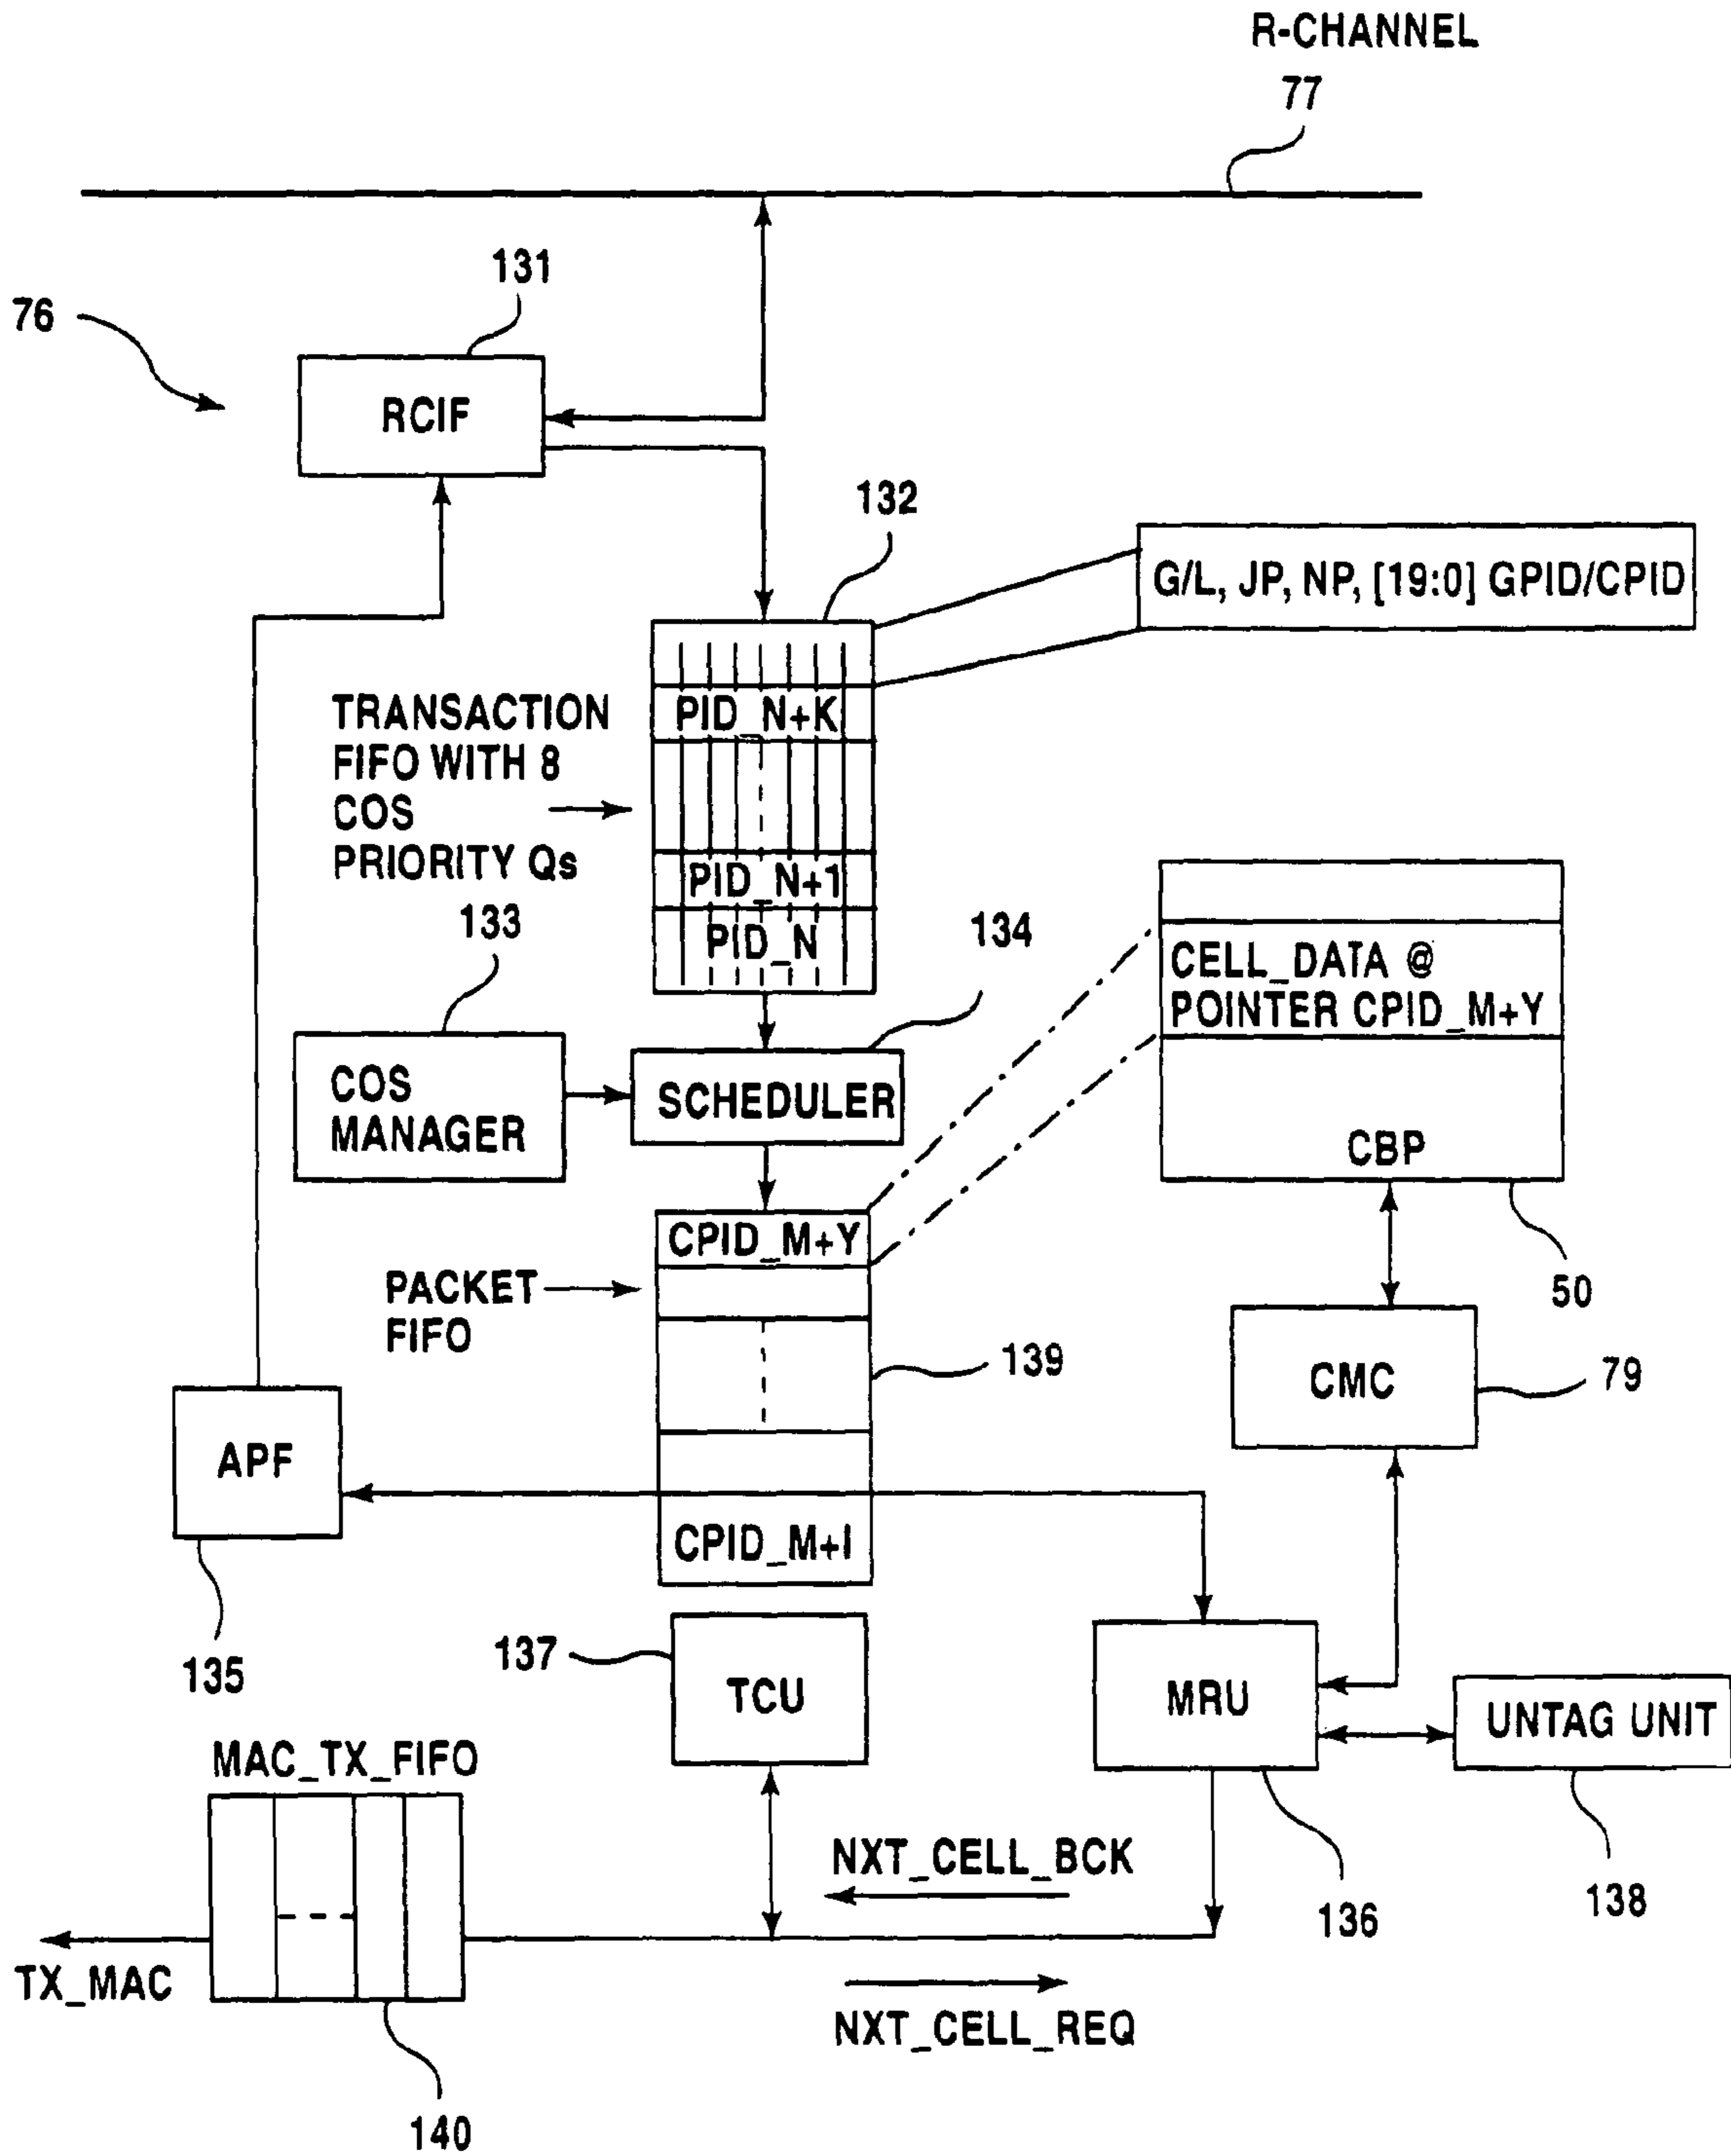 R-CHANNEL
77
131
76
RCIF
132
G/L, JP, NP, [19:0] GPID/CPID
TRANSACTION
FIFO WITH 8
COS
PRIORITY Qs
PID_N+K
PID_N+1
PID_N
133
134
CELL_DATA @
POINTER CPID_M+Y
CBP
COS
MANAGER
SCHEDULER
50
CPID_M+Y
PACKET
FIFO
139
CMC
79
APF
CPID_M+I
135
137
TCU
MRU
UNTAG UNIT
MAC_TX_FIFO
NXT_CELL_BCK
136
138
TX_MAC
NXT_CELL_REQ
140